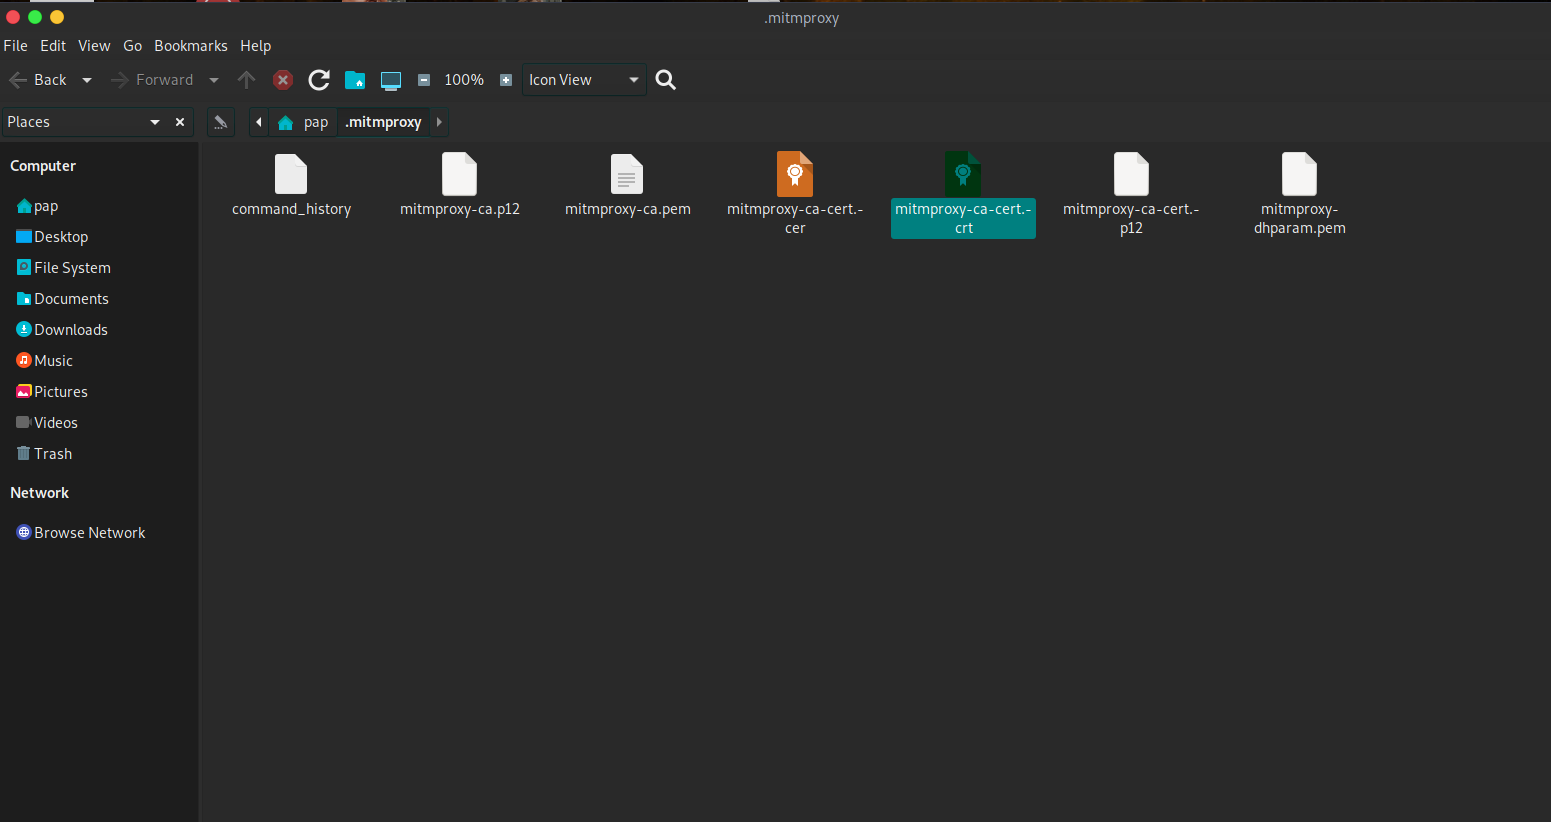 .mitmproxy
File Edit View Go Bookmarks Help
Back Forward 100% Icon View
Places pap .mitmproxy
Computer
pap
Desktop
File System
Documents
Downloads
Music
Pictures
Videos
Trash
Network
Browse Network
command_history
mitmproxy-ca.p12
mitmproxy-ca.pem
mitmproxy-ca-cert.-
cer
mitmproxy-ca-cert.-
crt
mitmproxy-ca-cert.-
p12
mitmproxy-
dhparam.pem